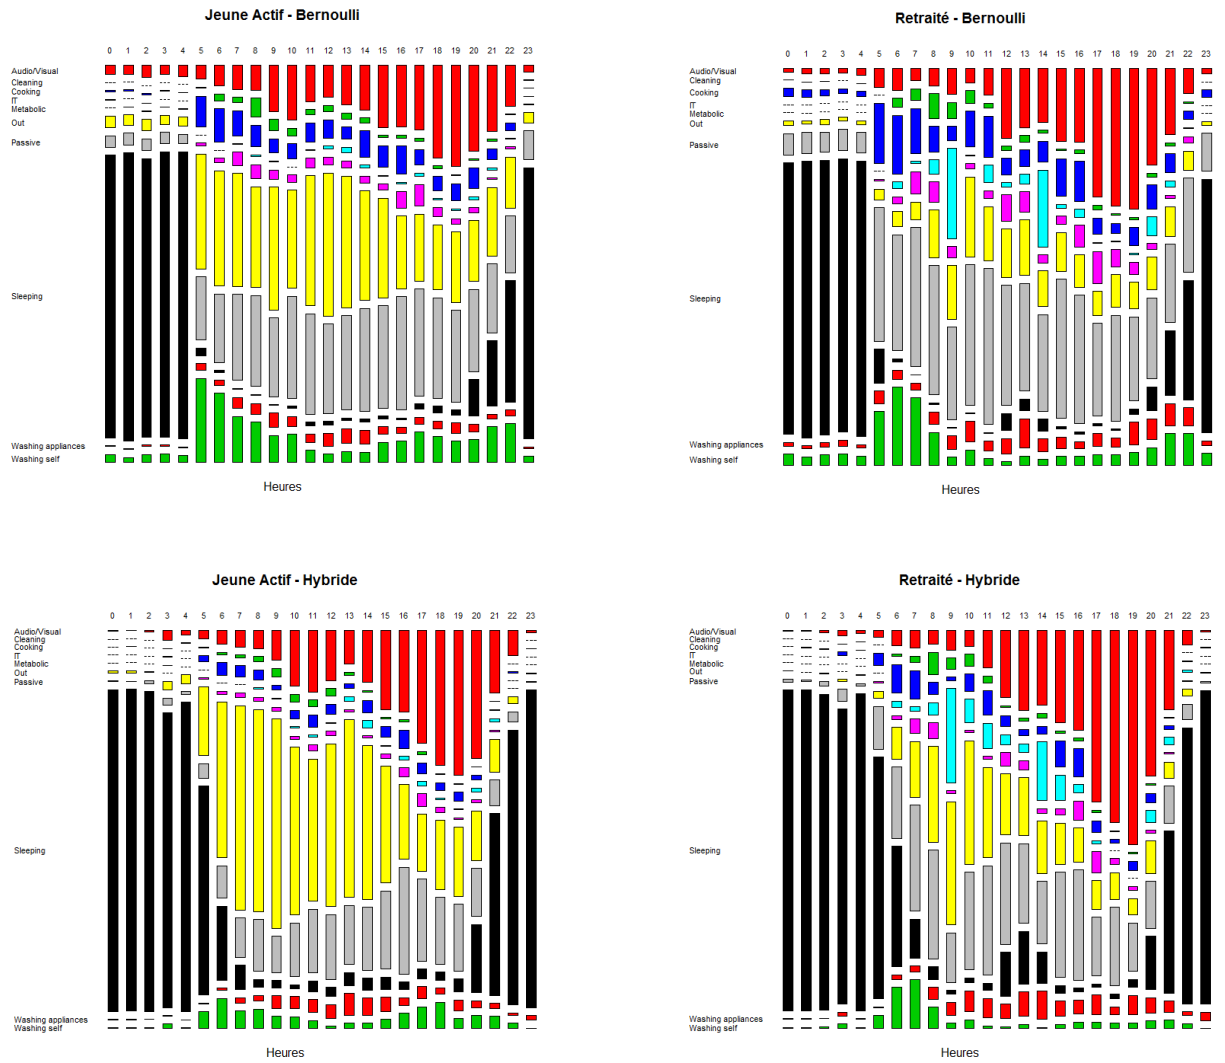 Jeune Actif - Bernoulli
0 1 2 3 4 5 6 7 8 9 10 11 12 13 14 15 16 17 18 19 20 21 22 23
Audio/Visual
Cleaning
Cooking
IT
Metabolic
Out
Passive
Sleeping
Washing appliances
Washing self
Heures
Retraité - Bernoulli
0 1 2 3 4 5 6 7 8 9 10 11 12 13 14 15 16 17 18 19 20 21 22 23
Audio/Visual
Cleaning
Cooking
IT
Metabolic
Out
Passive
Sleeping
Washing appliances
Washing self
Heures
Jeune Actif - Hybride
0 1 2 3 4 5 6 7 8 9 10 11 12 13 14 15 16 17 18 19 20 21 22 23
Audio/Visual
Cleaning
Cooking
IT
Metabolic
Out
Passive
Sleeping
Washing appliances
Washing self
Heures
Retraité - Hybride
0 1 2 3 4 5 6 7 8 9 10 11 12 13 14 15 16 17 18 19 20 21 22 23
Audio/Visual
Cleaning
Cooking
IT
Metabolic
Out
Passive
Sleeping
Washing appliances
Washing self
Heures